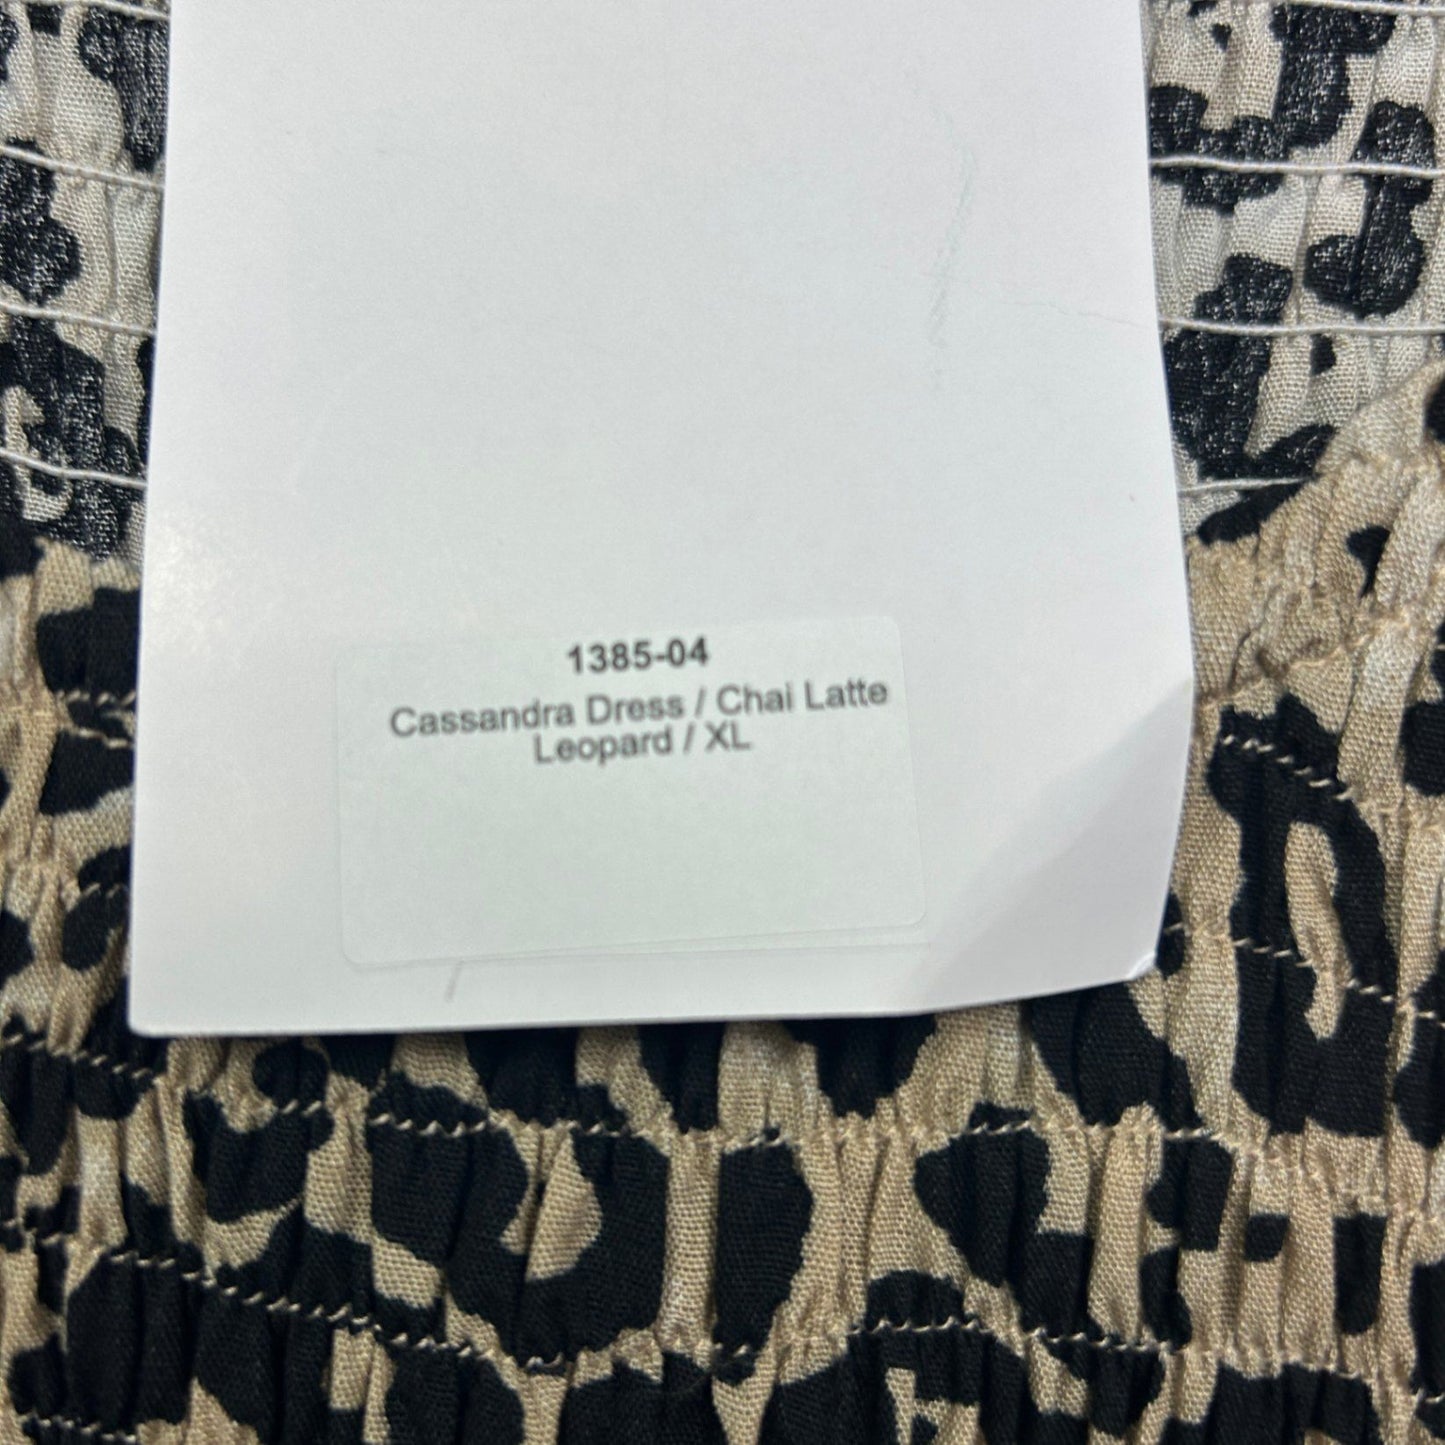 1385-04
Cassandra Dress / Chai Latte
Leopard / XL